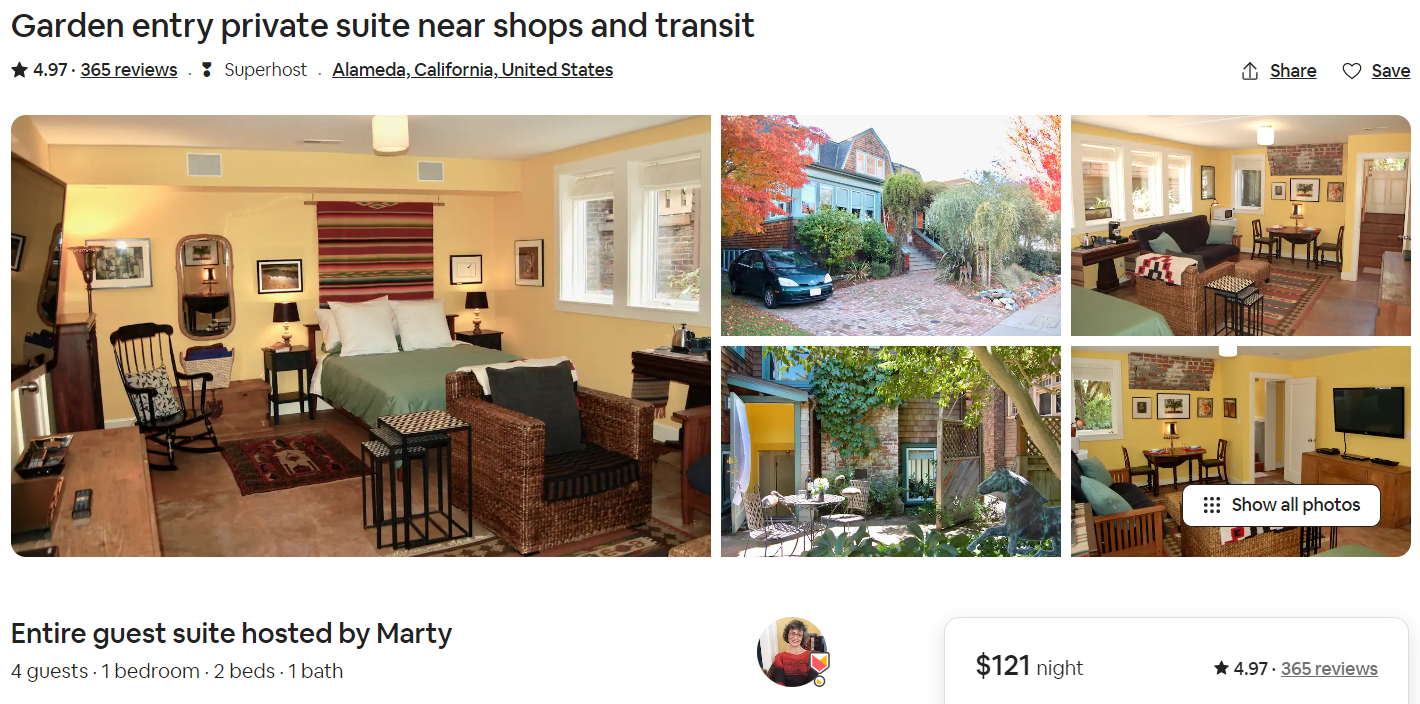 Garden entry private suite near shops and transit
4.97 · 365 reviews · Superhost · Alameda, California, United States
Share
Save
Show all photos
Entire guest suite hosted by Marty
4 guests · 1 bedroom · 2 beds · 1 bath
$121 night
4.97 · 365 reviews